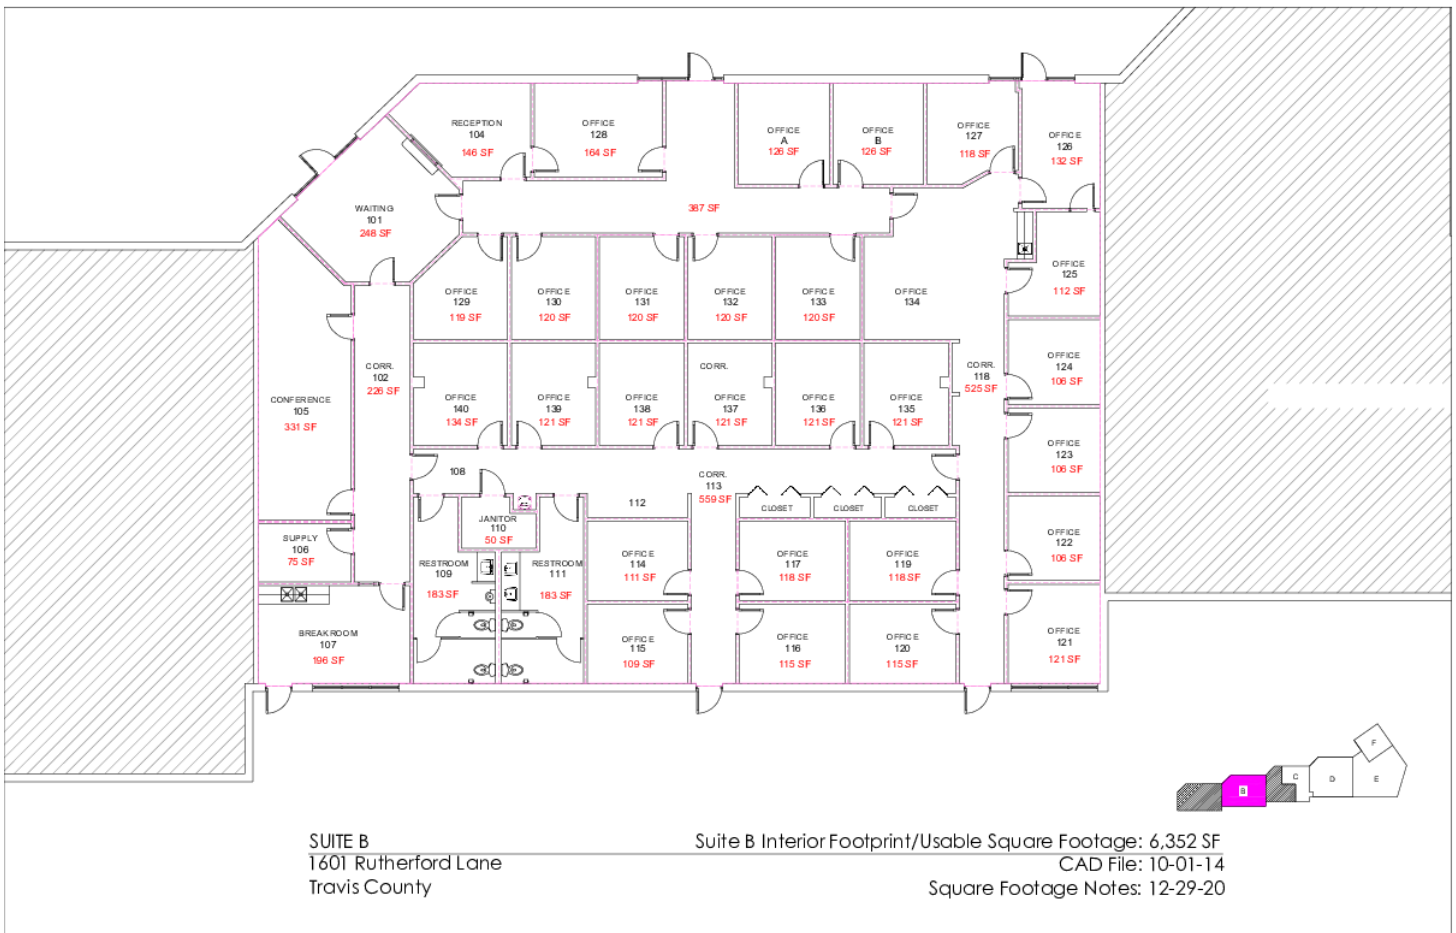 RECEPTION
104
146 SF
OFFICE
128
164 SF
OFFICE
A
126 SF
OFFICE
B
126 SF
OFFICE
127
118 SF
OFFICE
126
132 SF
WAITING
101
248 SF
387 SF
OFFICE
125
112 SF
OFFICE
129
119 SF
OFFICE
130
120 SF
OFFICE
131
120 SF
OFFICE
132
120 SF
OFFICE
133
120 SF
OFFICE
134
CORR.
102
226 SF
CONFERENCE
105
331 SF
OFFICE
140
134 SF
OFFICE
139
121 SF
OFFICE
138
121 SF
CORR.
OFFICE
137
121 SF
OFFICE
136
121 SF
OFFICE
135
121 SF
CORR.
118
525 SF
OFFICE
124
106 SF
OFFICE
123
106 SF
108
CORR.
113
559 SF
112
CLOSET
CLOSET
CLOSET
JANITOR
110
50 SF
SUPPLY
106
75 SF
RESTROOM
109
183 SF
RESTROOM
111
183 SF
OFFICE
114
111 SF
OFFICE
117
118 SF
OFFICE
119
118 SF
OFFICE
122
106 SF
BREAKROOM
107
196 SF
OFFICE
115
109 SF
OFFICE
116
115 SF
OFFICE
120
115 SF
OFFICE
121
121 SF
F
C
D
E
B
SUITE B
1601 Rutherford Lane
Travis County
Suite B Interior Footprint/Usable Square Footage: 6,352 SF
CAD File: 10-01-14
Square Footage Notes: 12-29-20